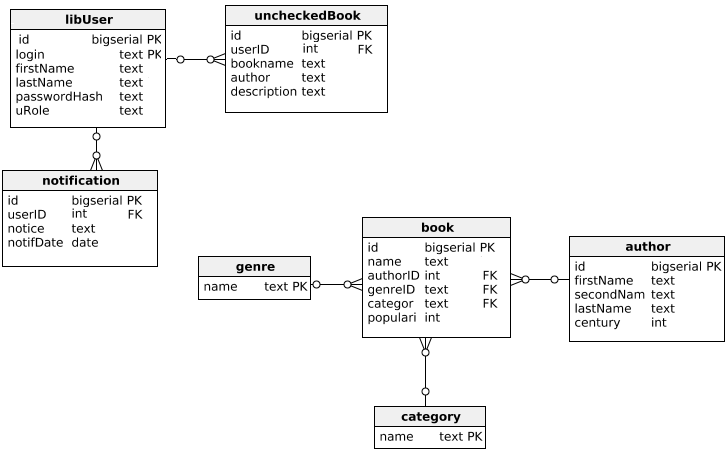 libUser
id bigserial PK
login text PK
firstName text
lastName text
passwordHash text
uRole text
uncheckedBook
id bigserial PK
userID int FK
bookname text
author text
description text
notification
id bigserial PK
userID int FK
notice text
notifDate date
book
id bigserial PK
name text
authorID int FK
genreID text FK
categor text FK
populari int
genre
name text PK
author
id bigserial PK
firstName text
secondNam text
lastName text
century int
category
name text PK